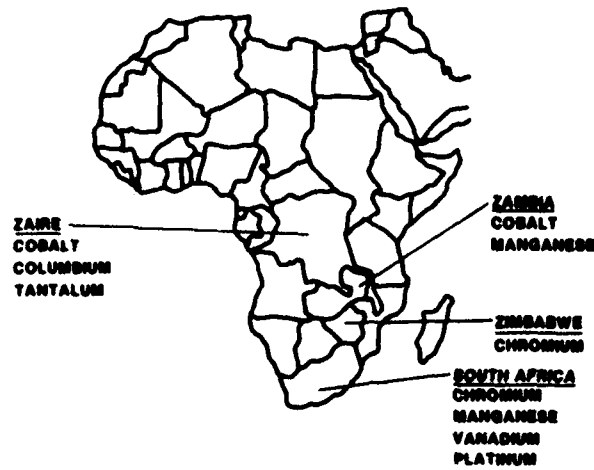 ZAIRE
COBALT
COLUMBIUM
TANTALUM
ZAMBIA
COBALT
MANGANESE
ZIMBABWE
CHROMIUM
SOUTH AFRICA
CHROMIUM
MANGANESE
VANADIUM
PLATINUM